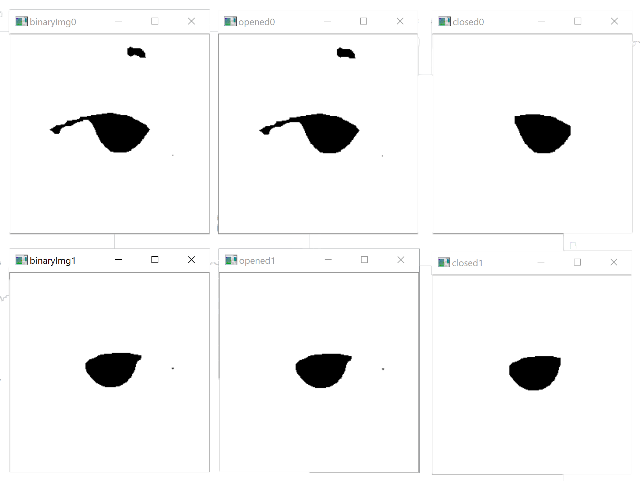 binaryImg0
opened0
closed0
binaryImg1
opened1
closed1